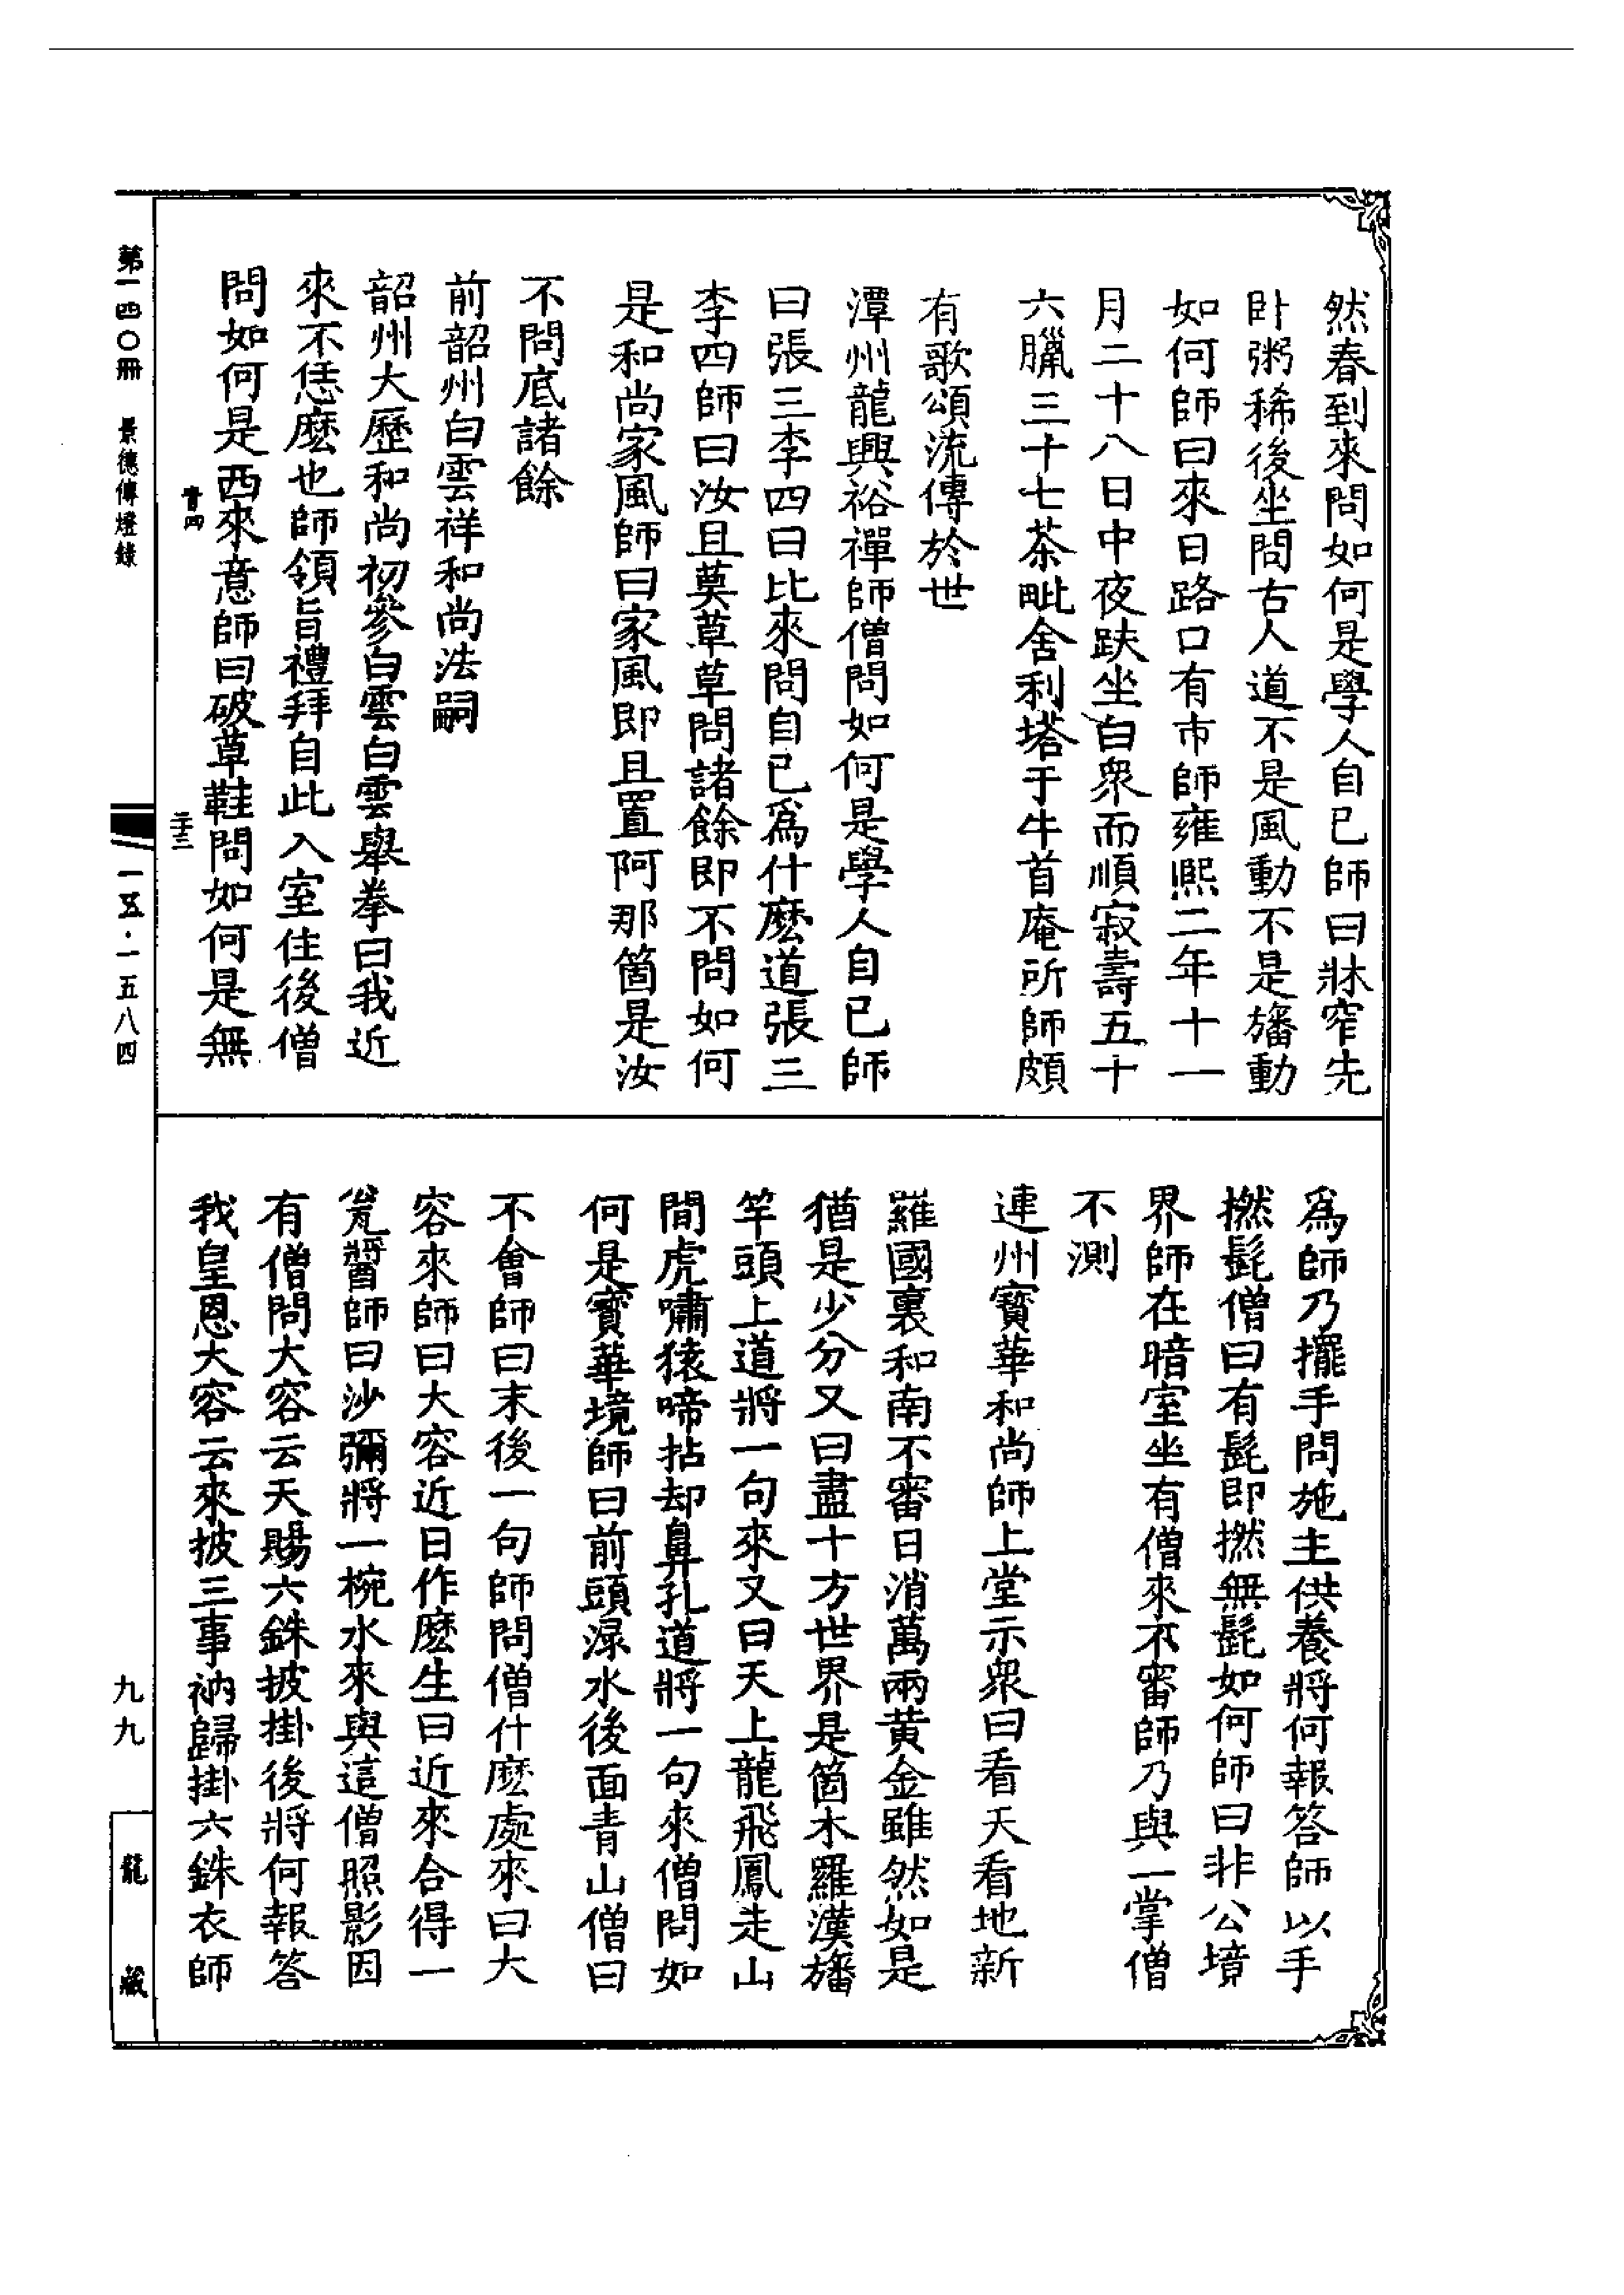 然春到來問如何是學人自已師曰牀窄先
卧粥稀後坐問古人道不是風動不是旛動
如何師曰來日路口有市師雍熙二年十一
月二十八日中夜趺坐白衆而順寂壽五十
六臘三十七茶毗舍利塔于牛首庵所師頗
有歌頌流傳於世
潭州龍興裕禪師僧問如何是學人自已師
曰張三李四曰比來問自已爲什麽道張三
李四師曰汝且莫草草問諸餘即不問如何
是和尚家風師曰家風即且置阿那箇是汝
不問底諸餘
前韶州白雲祥和尚法嗣
韶州大歷和尚初參白雲白雲舉拳曰我近
來不恁麽也師領旨禮拜自此入室住後僧
問如何是西來意師曰破草鞋問如何是無
爲師乃擺手問施主供養將何報答師以手
撚髭僧曰有髭即撚無髭如何師曰非公境
界師在暗室坐有僧來不審師乃與一掌僧
不測
連州寶華和尚師上堂示衆曰看天看地新
羅國裏和南不審日消萬兩黄金雖然如是
猶是少分又曰盡十方世界是箇木羅漢旛
竿頭上道將一句來又曰天上龍飛鳳走山
間虎嘯猿啼拈却鼻孔道將一句來僧問如
何是寳華境師曰前頭渌水後面青山僧曰
不會師曰末後一句師問僧什麽處來曰大
容來師曰大容近日作麽生曰近來合得一
瓮醬師曰沙彌將一椀水來與這僧照影因
有僧問大容云天賜六銖披掛後將何報答
我皇恩大容云來披三事衲歸掛六銖衣師
第一四〇冊 景德傳燈錄
二十三
一五·一五八四
九九
龍藏